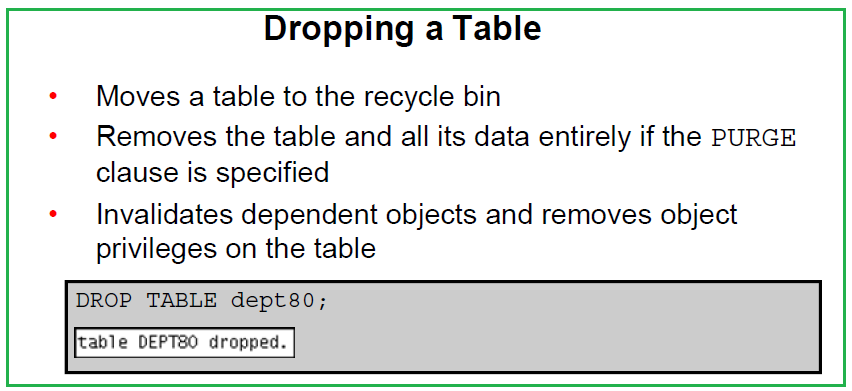 Dropping a Table
• Moves a table to the recycle bin
• Removes the table and all its data entirely if the PURGE
clause is specified
• Invalidates dependent objects and removes object
privileges on the table
DROP TABLE dept80;
table DEPT80 dropped.